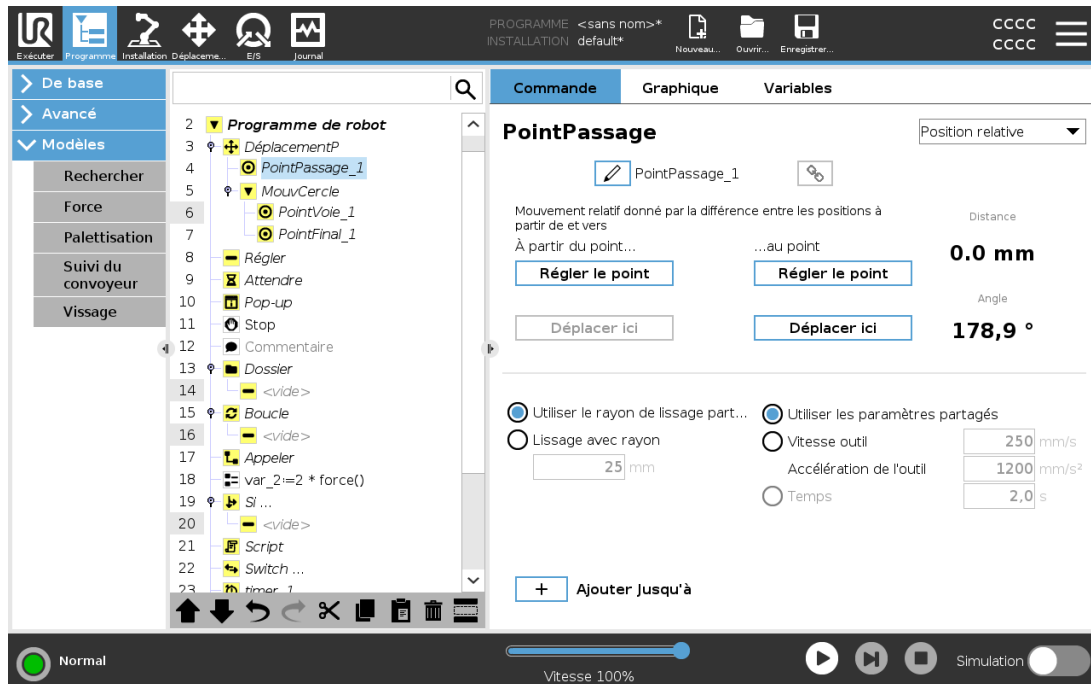 PROGRAMME <sans nom>*
INSTALLATION default*
CCCC
CCCC
Exécuter Programme Installation Déplaceme... E/S Journal Nouveau... Ouvrir... Enregistrer...
De base
Avancé
Modèles
Rechercher
Force
Palettisation
Suivi du
convoyeur
Vissage
2 Programme de robot
3 DéplacementP
4 PointPassage_1
5 MouvCercle
6 PointVoie_1
7 PointFinal_1
8 Régler
9 Attendre
10 Pop-up
11 Stop
12 Commentaire
13 Dossier
14 <vide>
15 Boucle
16 <vide>
17 Appeler
18 var_2:=2 * force()
19 Si ...
20 <vide>
21 Script
22 Switch ...
23 timer_1
Commande Graphique Variables
PointPassage
Position relative
PointPassage_1
Mouvement relatif donné par la différence entre les positions à
partir de et vers
Distance
À partir du point... ...au point
0.0 mm
Régler le point Régler le point
Angle
Déplacer ici Déplacer ici
178,9 °
Utiliser le rayon de lissage part... Utiliser les paramètres partagés
Lissage avec rayon Vitesse outil 250 mm/s
25 mm Accélération de l'outil 1200 mm/s²
Temps 2,0 s
+ Ajouter Jusqu'à
Normal
Vitesse 100%
Simulation